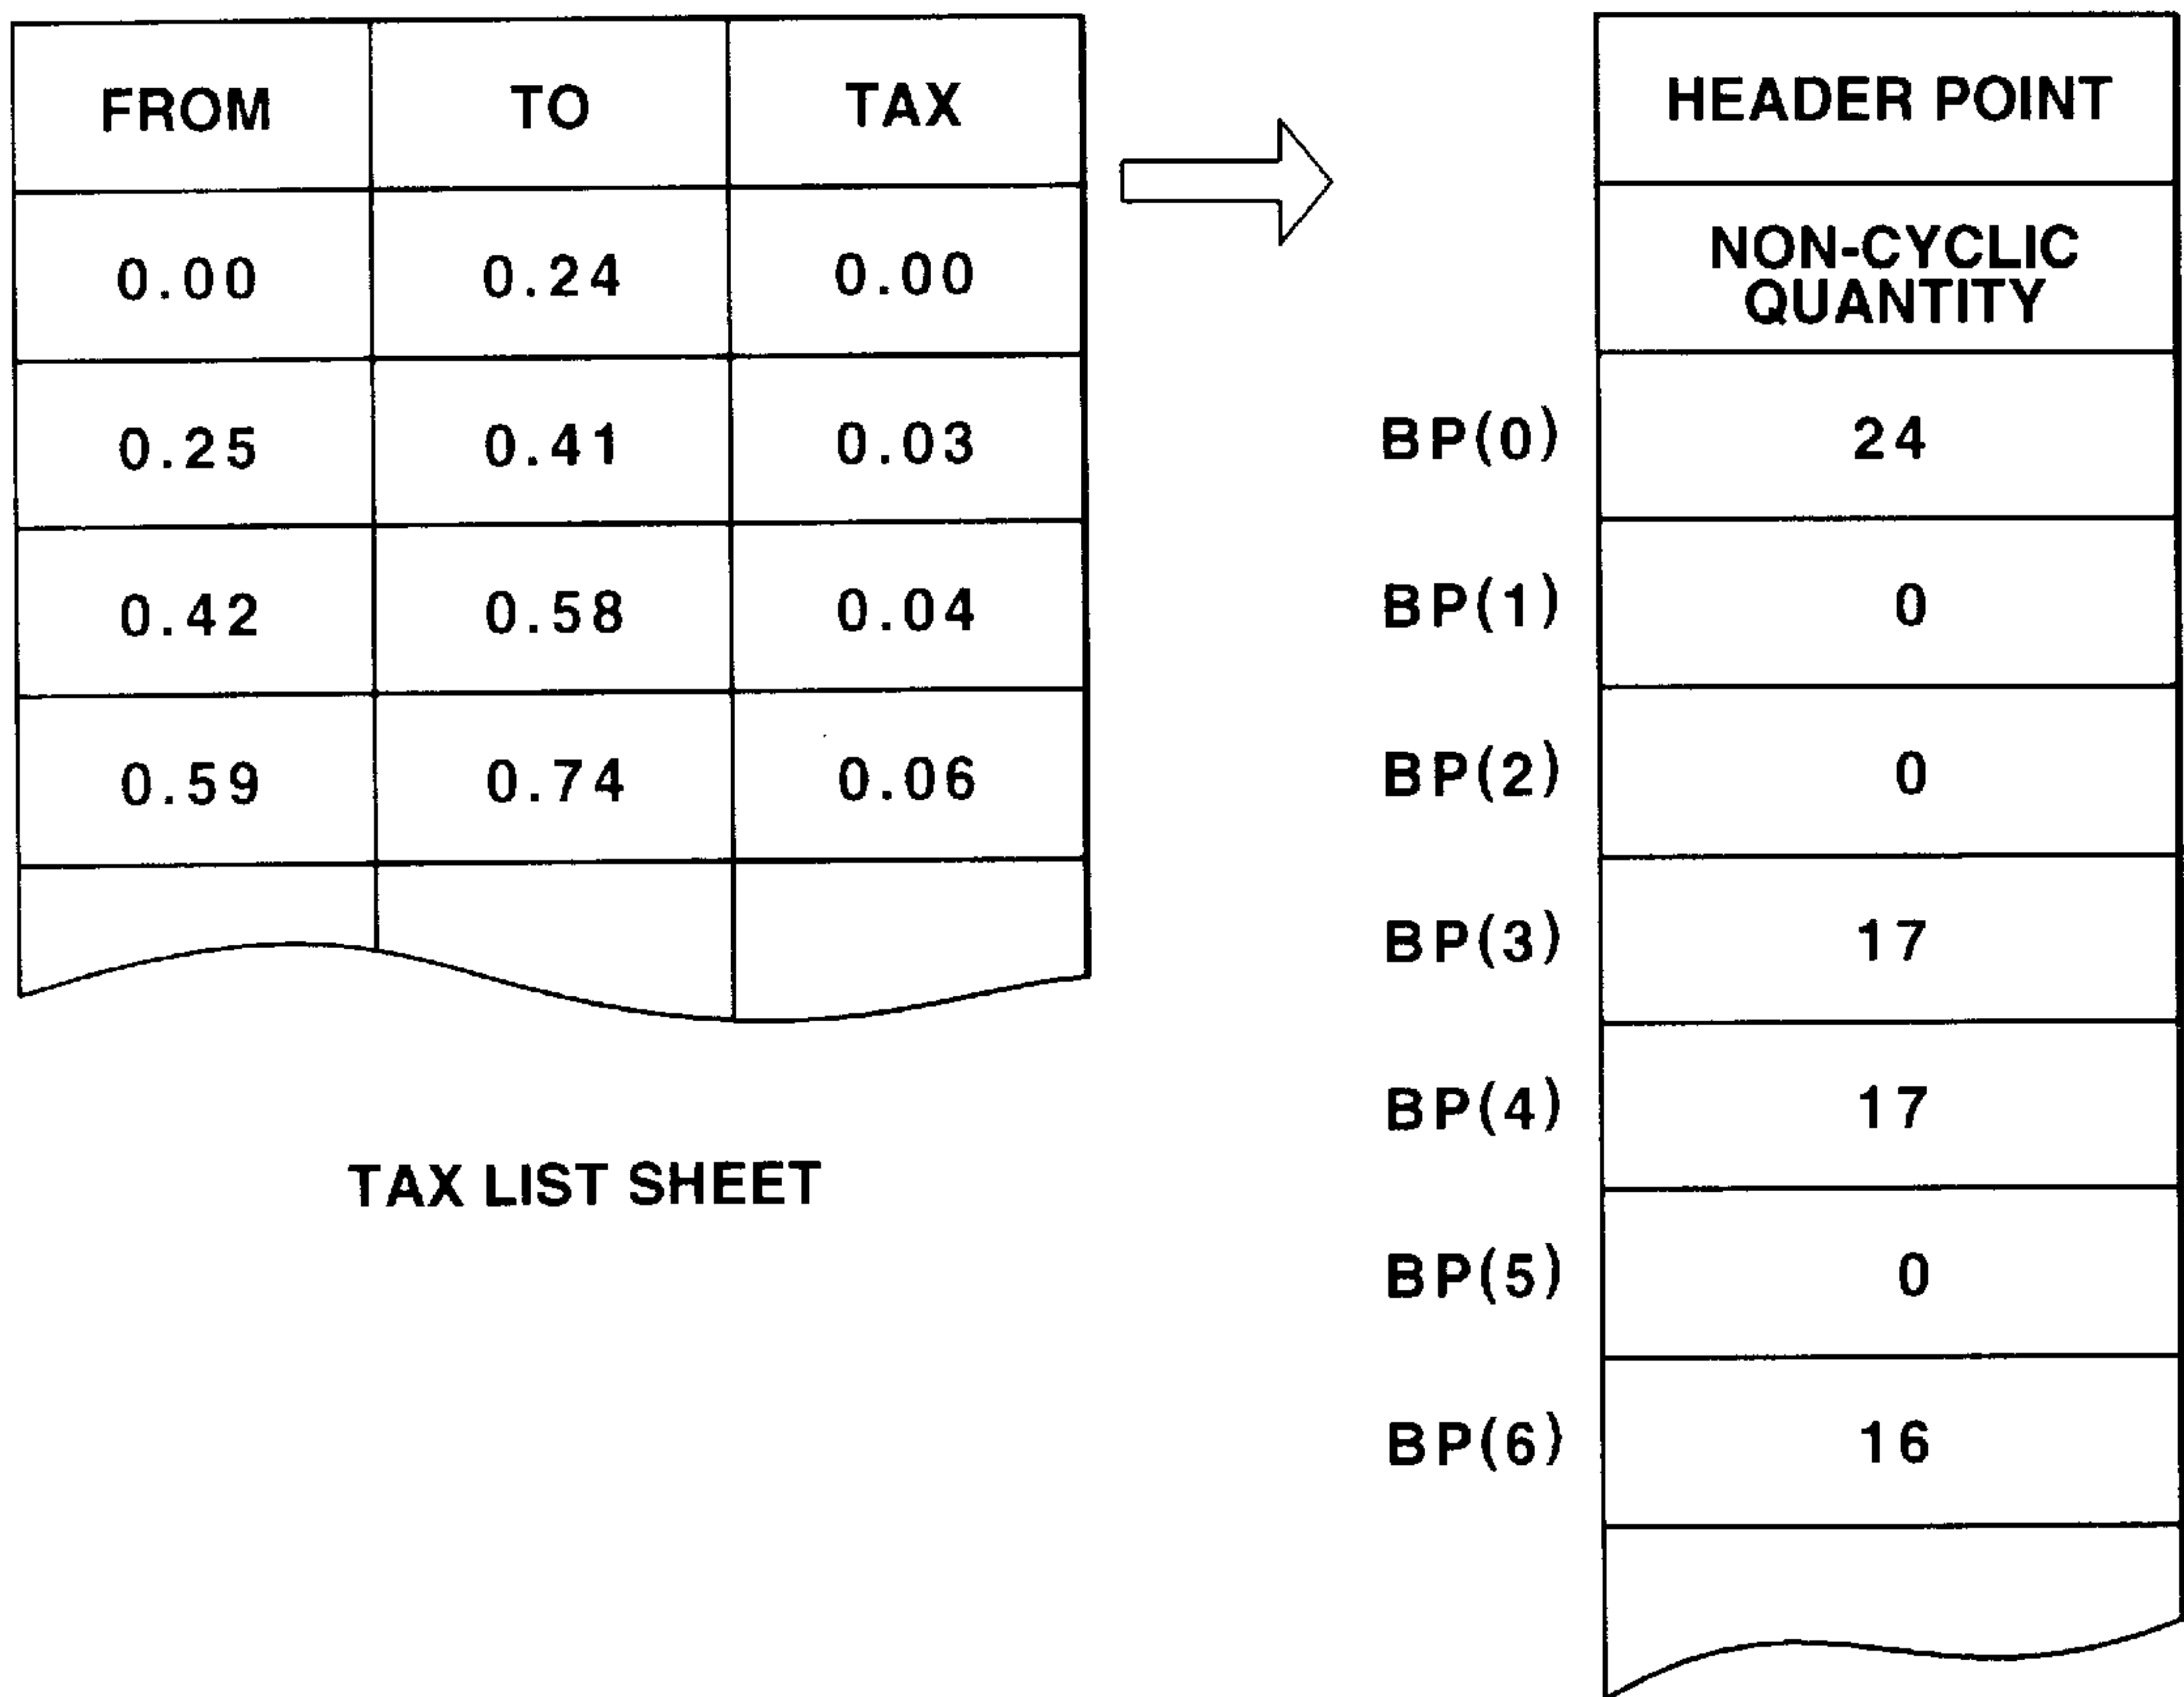 FROM TO TAX
0.00 0.24 0.00
0.25 0.41 0.03
0.42 0.58 0.04
0.59 0.74 0.06
TAX LIST SHEET
HEADER POINT
NON-CYCLIC
QUANTITY
BP(0) 24
BP(1) 0
BP(2) 0
BP(3) 17
BP(4) 17
BP(5) 0
BP(6) 16